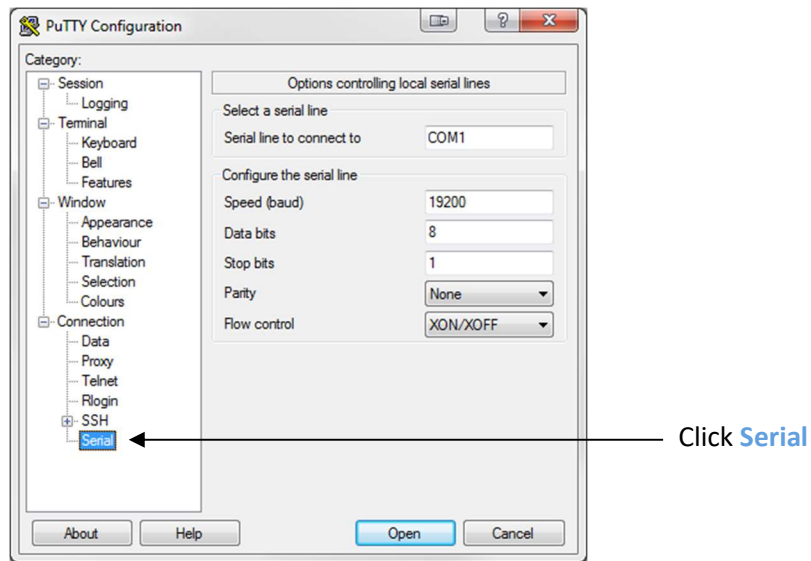 PuTTY Configuration
?
X
Category:
Session
Logging
Terminal
Keyboard
Bell
Features
Window
Appearance
Behaviour
Translation
Selection
Colours
Connection
Data
Proxy
Telnet
Rlogin
SSH
Serial
Options controlling local serial lines
Select a serial line
Serial line to connect to COM1
Configure the serial line
Speed (baud) 19200
Data bits 8
Stop bits 1
Parity None
Flow control XON/XOFF
Click Serial
About Help Open Cancel